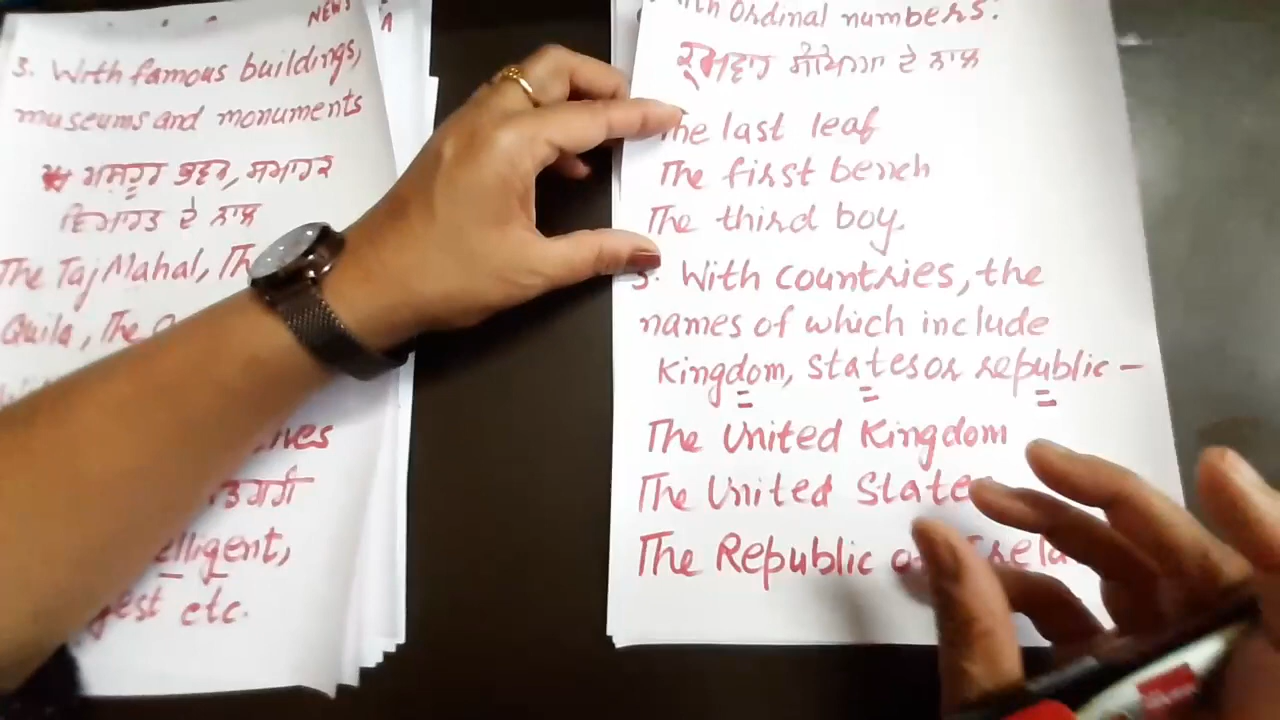 NEWS
3. With famous buildings,
museums and monuments
ਮਸ਼ਹੂਰ ਭਵਨ, ਸਮਾਰਕ
ਇਮਾਰਤ ਦੇ ਨਾਲ
The Taj Mahal, Th
Quila, The
elligent,
gest etc.
Ordinal numbers:
ਕ੍ਰਮਵਾਰ ਸੰਖਿਆ ਦੇ ਨਾਲ
The last leaf
The first bench
The third boy.
5. With countries, the
names of which include
Kingdom, states or republic –
The United Kingdom
The United State
The Republic of Irela